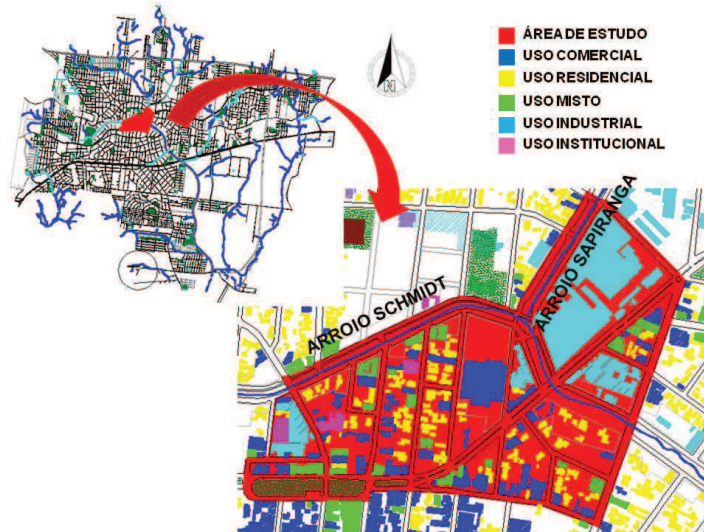 ÁREA DE ESTUDO
USO COMERCIAL
USO RESIDENCIAL
USO MISTO
USO INDUSTRIAL
USO INSTITUCIONAL
N
ARROIO SCHMIDT
ARROIO SAPIRANGA